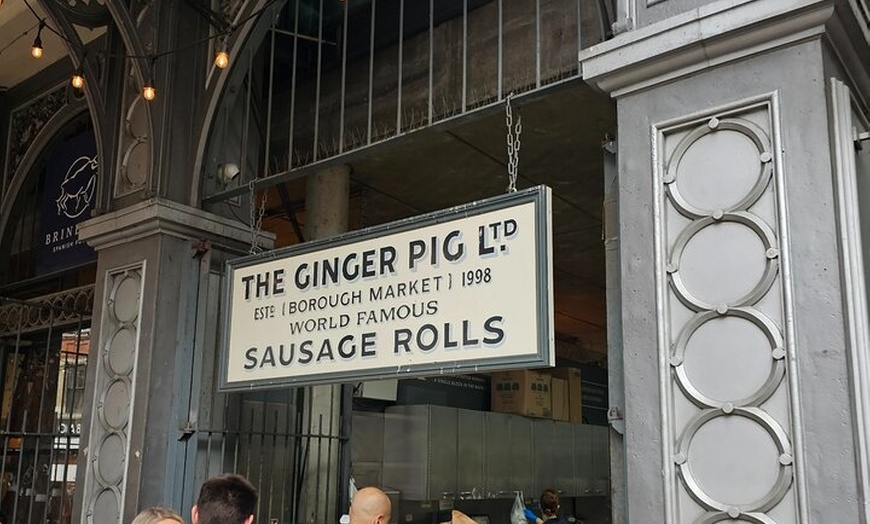 THE GINGER PIG LTD
ESTD (BOROUGH MARKET) 1998
WORLD FAMOUS
SAUSAGE ROLLS